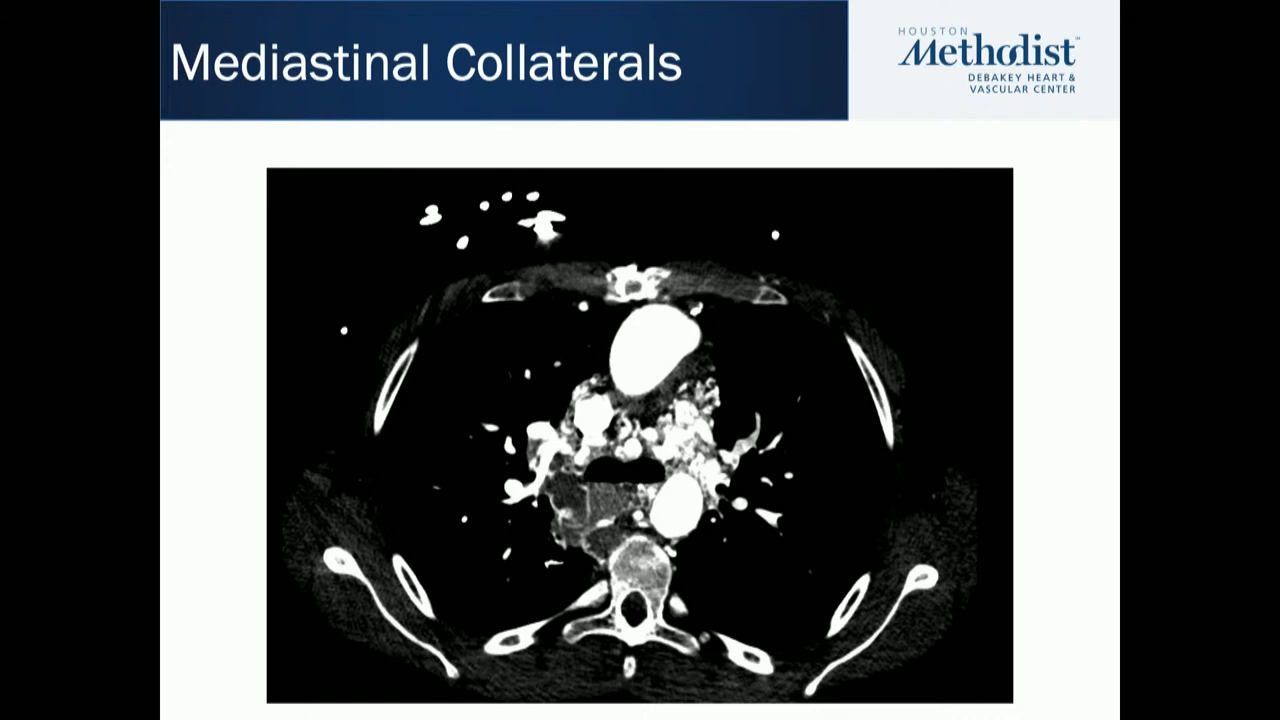 Mediastinal Collaterals
HOUSTON
Methodist
DEBAKEY HEART &
VASCULAR CENTER